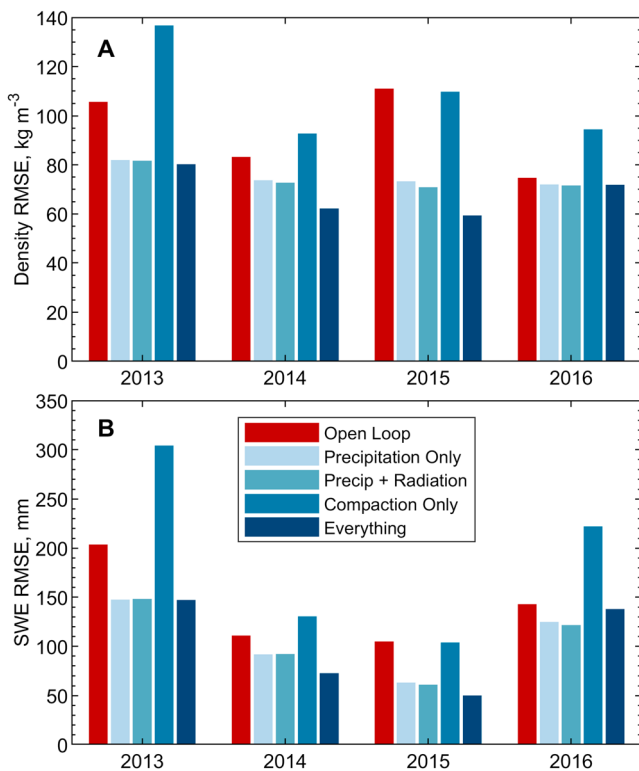 140
A
120
100
80
60
40
20
0
Density RMSE, kg m-3
2013 2014 2015 2016
350
B
300
250
200
150
100
50
0
SWE RMSE, mm
Open Loop
Precipitation Only
Precip + Radiation
Compaction Only
Everything
2013 2014 2015 2016